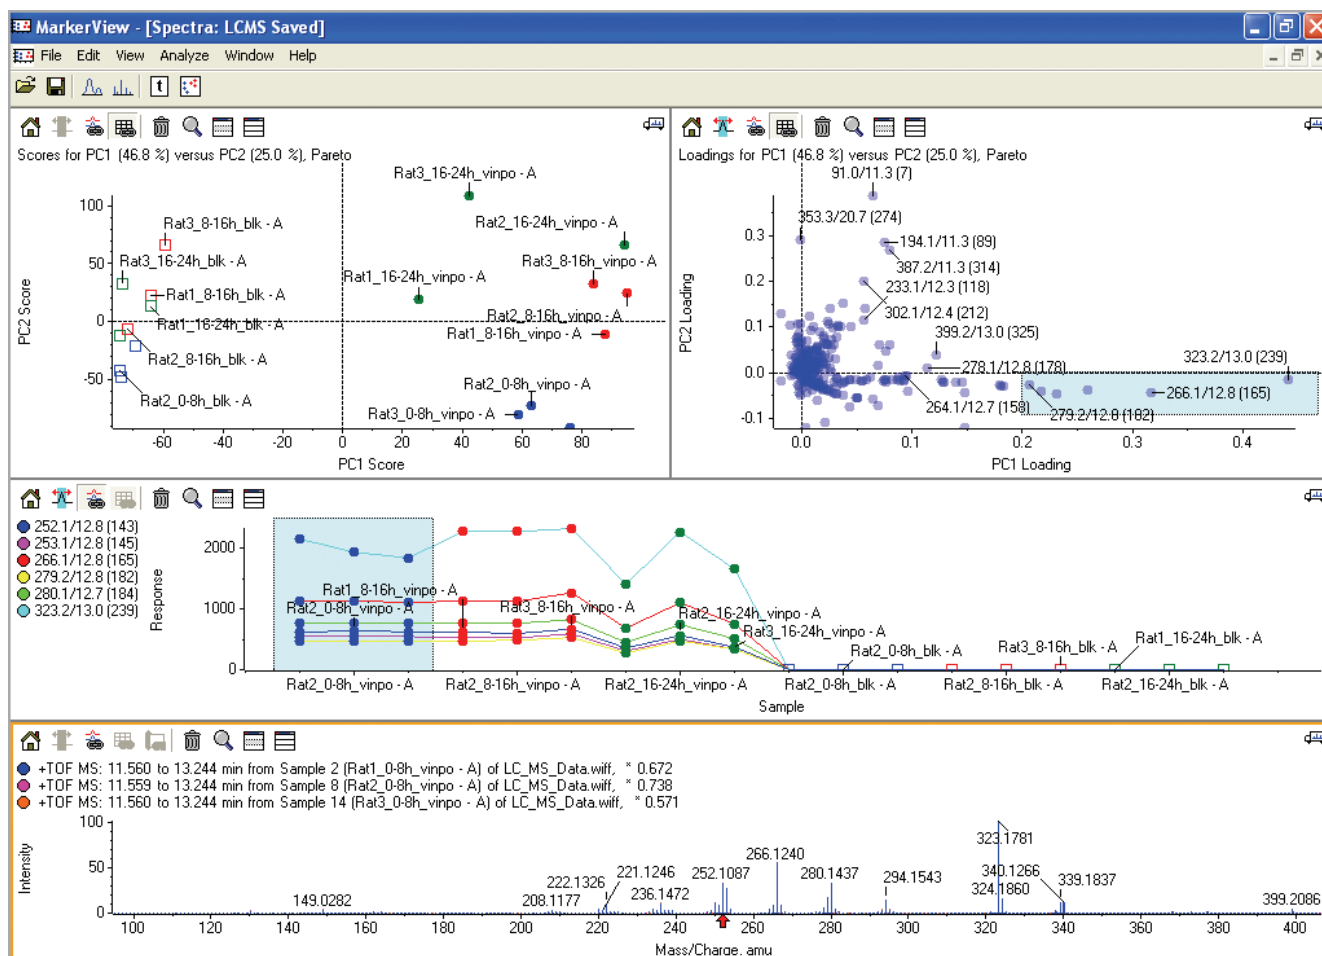 MarkerView - [Spectra: LCMS Saved]
File Edit View Analyze Window Help
Scores for PC1 (46.8 %) versus PC2 (25.0 %), Pareto
Rat3_16-24h_vinpo - A
100
Rat2_16-24h_vinpo - A
Rat3_8-16h_blk - A
Rat3_16-24h_blk - A
Rat3_8-16h_vinpo - A
50
Rat1_16-24h_vinpo - A
Rat1_8-16h_blk - A
Rat2_8-16h_vinpo - A
0
Rat1_16-24h_blk - A
Rat1_8-16h_vinpo - A
Rat2_8-16h_blk - A
-50
Rat2_0-8h_vinpo - A
Rat2_0-8h_blk - A
Rat3_0-8h_vinpo - A
PC2 Score
-60 -40 -20 0 20 40 60 80
PC1 Score
Loadings for PC1 (46.8 %) versus PC2 (25.0 %), Pareto
91.0/11.3 (7)
353.3/20.7 (274)
0.3
194.1/11.3 (89)
387.2/11.3 (314)
0.2
233.1/12.3 (118)
302.1/12.4 (212)
0.1
399.2/13.0 (325)
323.2/13.0 (239)
278.1/12.8 (178)
0.0
266.1/12.8 (165)
264.1/12.7 (158)
279.2/12.8 (182)
-0.1
PC2 Loading
0.0 0.1 0.2 0.3 0.4
PC1 Loading
252.1/12.8 (143)
253.1/12.8 (145)
266.1/12.8 (165)
279.2/12.8 (182)
280.1/12.7 (184)
323.2/13.0 (239)
Response
2000
1000
0
Rat1_8-16h_vinpo - A
Rat2_0-8h_vinpo - A
Rat3_8-16h_vinpo - A
Rat2_16-24h_vinpo - A
Rat3_16-24h_vinpo - A
Rat2_0-8h_blk - A
Rat3_8-16h_blk - A
Rat1_16-24h_blk - A
Rat2_0-8h_vinpo - A Rat2_8-16h_vinpo - A Rat2_16-24h_vinpo - A Rat2_0-8h_blk - A Rat2_8-16h_blk - A Rat2_16-24h_blk - A
Sample
+TOF MS: 11.560 to 13.244 min from Sample 2 (Rat1_0-8h_vinpo - A) of LC_MS_Data.wiff, * 0.672
+TOF MS: 11.559 to 13.244 min from Sample 8 (Rat2_0-8h_vinpo - A) of LC_MS_Data.wiff, * 0.738
+TOF MS: 11.560 to 13.244 min from Sample 14 (Rat3_0-8h_vinpo - A) of LC_MS_Data.wiff, * 0.571
Intensity
100
50
0
149.0282
208.1177
222.1326
221.1246
236.1472
252.1087
266.1240
280.1437
294.1543
323.1781
324.1860
340.1266
339.1837
399.2086
100 120 140 160 180 200 220 240 260 280 300 320 340 360 380 400
Mass/Charge, amu